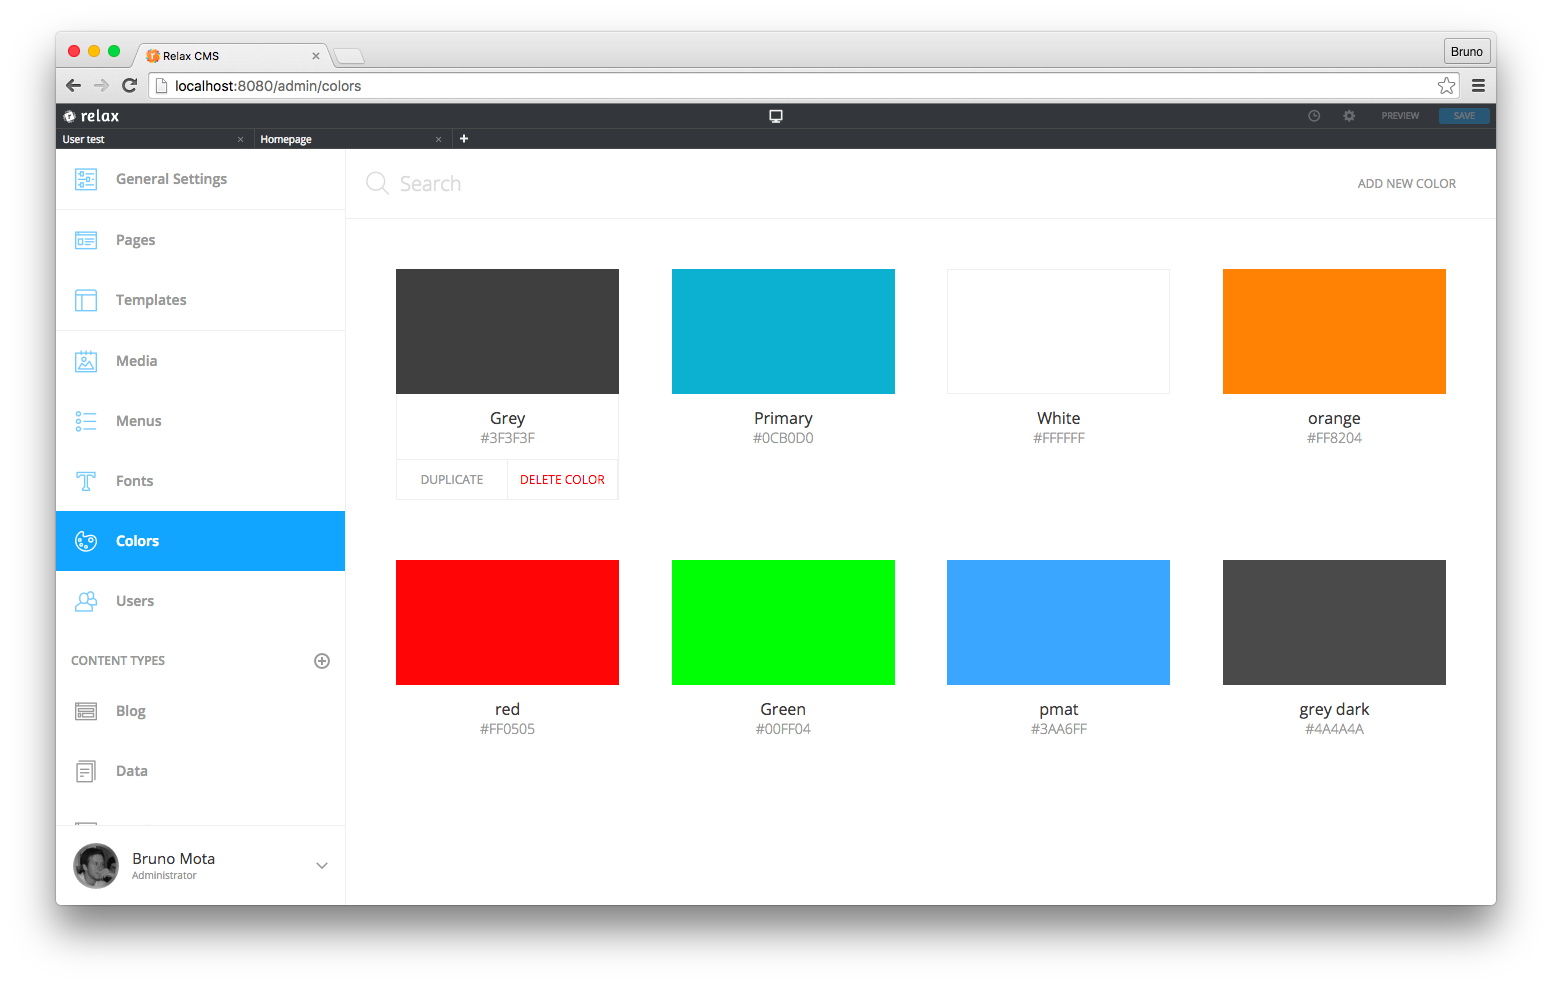 Relax CMS
Bruno
localhost:8080/admin/colors
relax
PREVIEW
SAVE
User test
Homepage
General Settings
Pages
Templates
Media
Menus
Fonts
Colors
Users
CONTENT TYPES
Blog
Data
Bruno Mota
Administrator
Search
ADD NEW COLOR
Grey
#3F3F3F
DUPLICATE
DELETE COLOR
Primary
#0CB0D0
White
#FFFFFF
orange
#FF8204
red
#FF0505
Green
#00FF04
pmat
#3AA6FF
grey dark
#4A4A4A